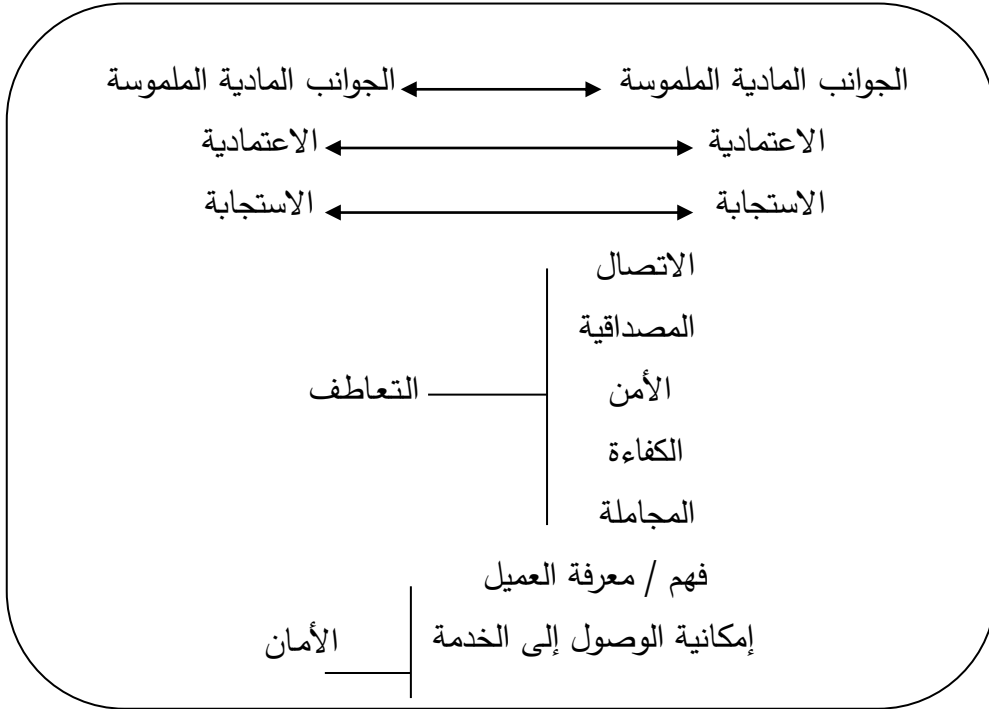 الجوانب المادية الملموسة الجوانب المادية الملموسة
الاعتمادية الاعتمادية
الاستجابة الاستجابة
الاتصال
المصداقية
الأمن التعاطف
الكفاءة
المجاملة
فهم / معرفة العميل
إمكانية الوصول إلى الخدمة الأمان